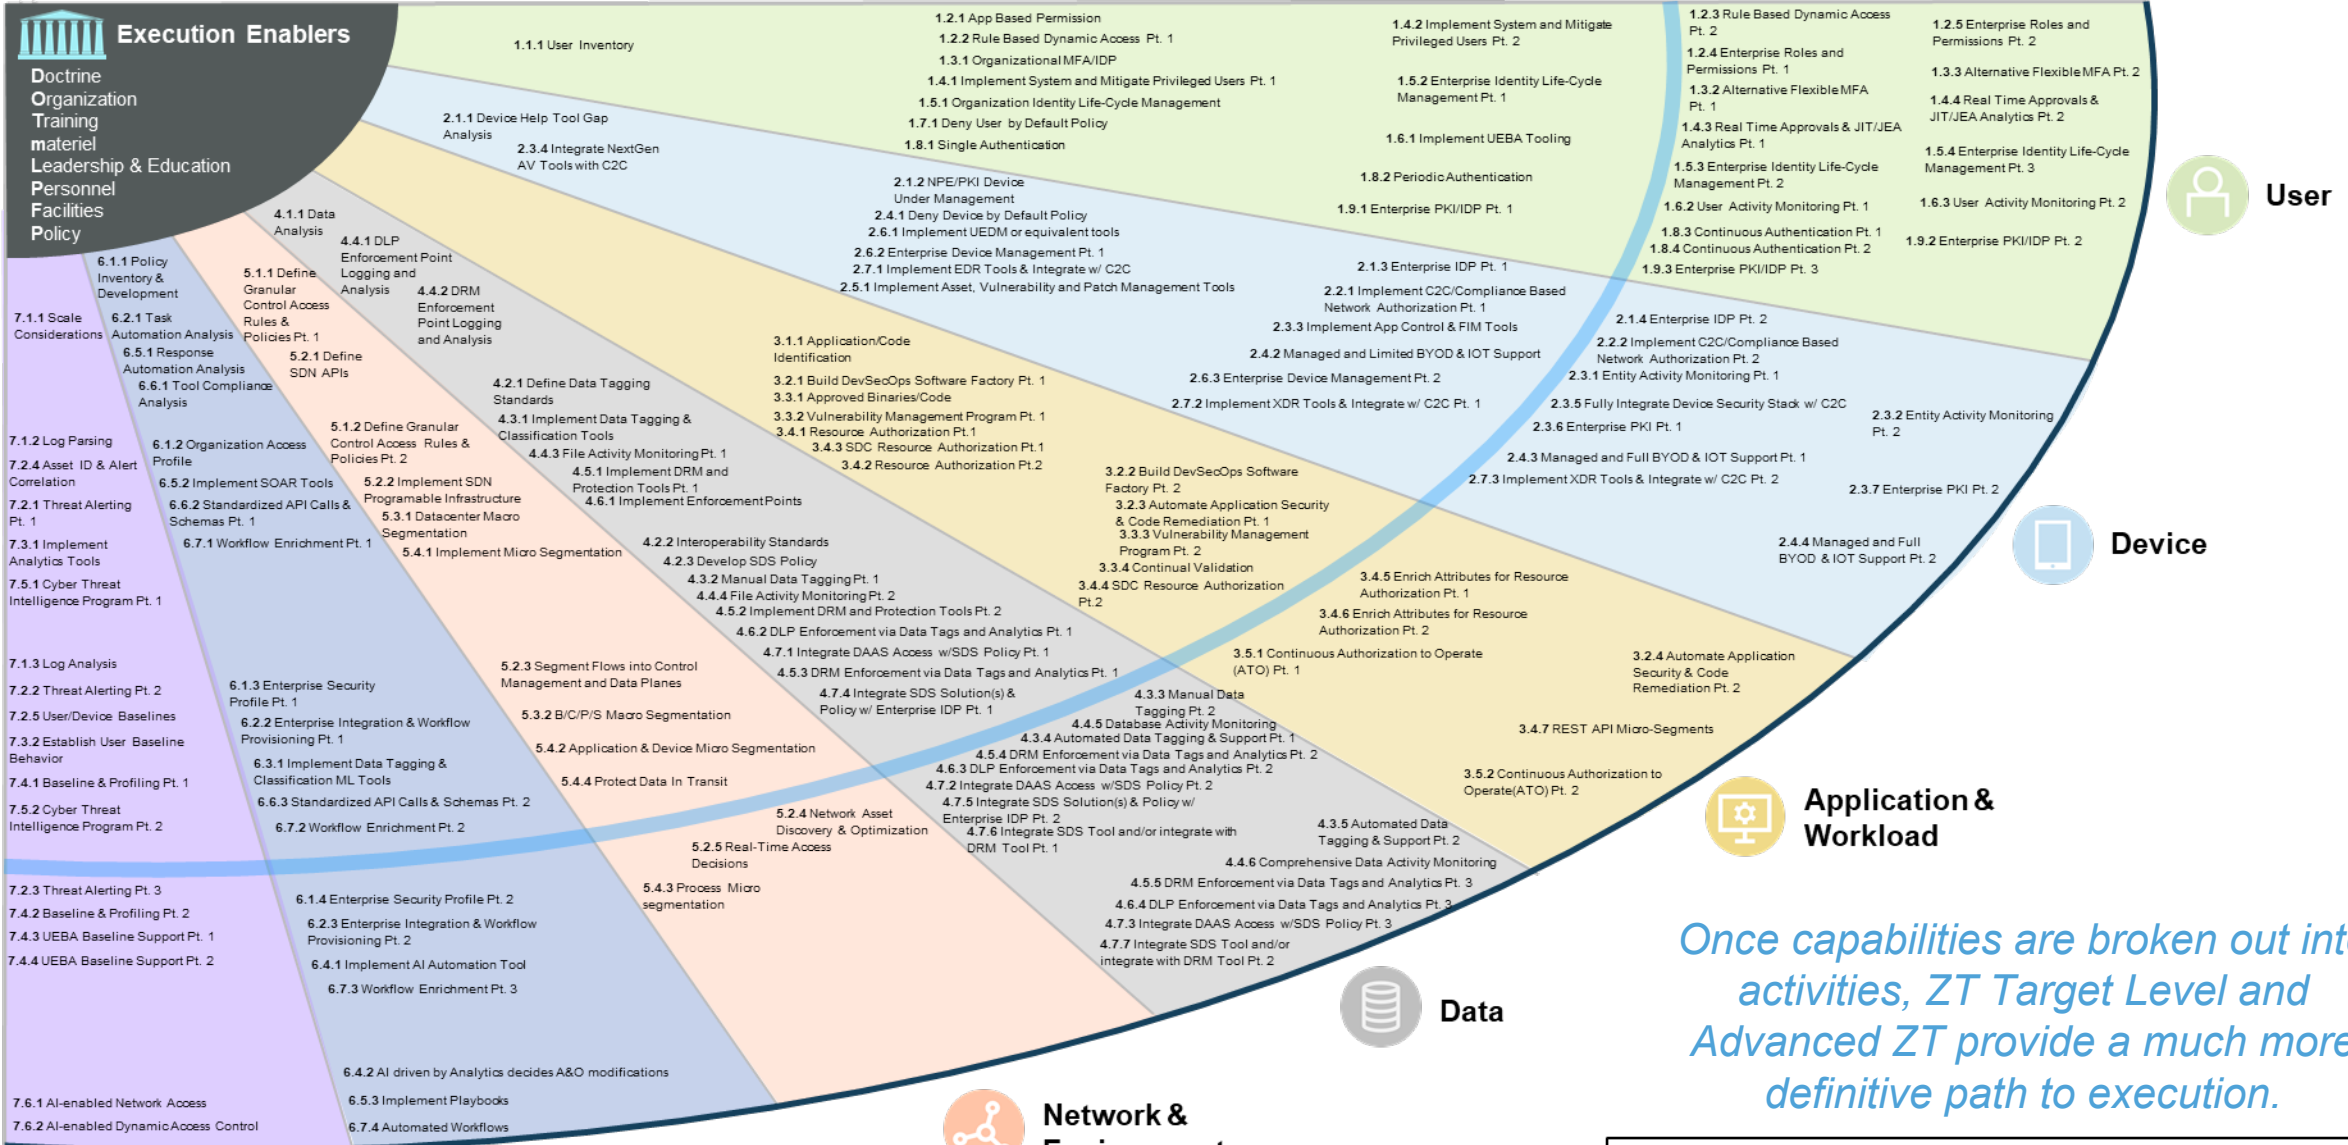 Execution Enablers
Doctrine
Organization
Training
materiel
Leadership & Education
Personnel
Facilities
Policy
1.1.1 User Inventory
1.2.1 App Based Permission
1.2.2 Rule Based Dynamic Access Pt. 1
1.3.1 Organizational MFA/IDP
1.4.1 Implement System and Mitigate Privileged Users Pt. 1
1.5.1 Organization Identity Life-Cycle Management
1.7.1 Deny User by Default Policy
1.8.1 Single Authentication
1.4.2 Implement System and Mitigate
Privileged Users Pt. 2
1.5.2 Enterprise Identity Life-Cycle
Management Pt. 1
1.6.1 Implement UEBA Tooling
1.8.2 Periodic Authentication
1.9.1 Enterprise PKI/IDP Pt. 1
1.2.3 Rule Based Dynamic Access
Pt. 2
1.2.4 Enterprise Roles and
Permissions Pt. 1
1.3.2 Alternative Flexible MFA
Pt. 1
1.4.3 Real Time Approvals & JIT/JEA
Analytics Pt. 1
1.5.3 Enterprise Identity Life-Cycle
Management Pt. 2
1.6.2 User Activity Monitoring Pt. 1
1.8.3 Continuous Authentication Pt. 1
1.8.4 Continuous Authentication Pt. 2
1.9.3 Enterprise PKI/IDP Pt. 3
1.2.5 Enterprise Roles and
Permissions Pt. 2
1.3.3 Alternative Flexible MFA Pt. 2
1.4.4 Real Time Approvals &
JIT/JEA Analytics Pt. 2
1.5.4 Enterprise Identity Life-Cycle
Management Pt. 3
1.6.3 User Activity Monitoring Pt. 2
1.9.2 Enterprise PKI/IDP Pt. 2
User
2.1.1 Device Help Tool Gap
Analysis
2.3.4 Integrate NextGen
AV Tools with C2C
2.1.2 NPE/PKI Device
Under Management
2.4.1 Deny Device by Default Policy
2.6.1 Implement UEDM or equivalent tools
2.6.2 Enterprise Device Management Pt. 1
2.7.1 Implement EDR Tools & Integrate w/ C2C
2.5.1 Implement Asset, Vulnerability and Patch Management Tools
2.1.3 Enterprise IDP Pt. 1
2.2.1 Implement C2C/Compliance Based
Network Authorization Pt. 1
2.3.3 Implement App Control & FIM Tools
2.4.2 Managed and Limited BYOD & IOT Support
2.6.3 Enterprise Device Management Pt. 2
2.7.2 Implement XDR Tools & Integrate w/ C2C Pt. 1
2.1.4 Enterprise IDP Pt. 2
2.2.2 Implement C2C/Compliance Based
Network Authorization Pt. 2
2.3.1 Entity Activity Monitoring Pt. 1
2.3.5 Fully Integrate Device Security Stack w/ C2C
2.3.6 Enterprise PKI Pt. 1
2.4.3 Managed and Full BYOD & IOT Support Pt. 1
2.7.3 Implement XDR Tools & Integrate w/ C2C Pt. 2
2.3.2 Entity Activity Monitoring
Pt. 2
2.3.7 Enterprise PKI Pt. 2
2.4.4 Managed and Full
BYOD & IOT Support Pt. 2
Device
3.1.1 Application/Code
Identification
3.2.1 Build DevSecOps Software Factory Pt. 1
3.3.1 Approved Binaries/Code
3.3.2 Vulnerability Management Program Pt. 1
3.4.1 Resource Authorization Pt.1
3.4.3 SDC Resource Authorization Pt.1
3.4.2 Resource Authorization Pt.2
3.2.2 Build DevSecOps Software
Factory Pt. 2
3.2.3 Automate Application Security
& Code Remediation Pt. 1
3.3.3 Vulnerability Management
Program Pt. 2
3.3.4 Continual Validation
3.4.4 SDC Resource Authorization
Pt.2
3.4.5 Enrich Attributes for Resource
Authorization Pt. 1
3.4.6 Enrich Attributes for Resource
Authorization Pt. 2
3.5.1 Continuous Authorization to Operate
(ATO) Pt. 1
3.2.4 Automate Application
Security & Code
Remediation Pt. 2
3.4.7 REST API Micro-Segments
3.5.2 Continuous Authorization to
Operate(ATO) Pt. 2
Application &
Workload
4.1.1 Data
Analysis
4.4.1 DLP
Enforcement Point
Logging and
Analysis
4.4.2 DRM
Enforcement
Point Logging
and Analysis
4.2.1 Define Data Tagging
Standards
4.3.1 Implement Data Tagging &
Classification Tools
4.4.3 File Activity Monitoring Pt. 1
4.5.1 Implement DRM and
Protection Tools Pt. 1
4.6.1 Implement Enforcement Points
4.2.2 Interoperability Standards
4.2.3 Develop SDS Policy
4.3.2 Manual Data Tagging Pt. 1
4.4.4 File Activity Monitoring Pt. 2
4.5.2 Implement DRM and Protection Tools Pt. 2
4.6.2 DLP Enforcement via Data Tags and Analytics Pt. 1
4.7.1 Integrate DAAS Access w/SDS Policy Pt. 1
4.5.3 DRM Enforcement via Data Tags and Analytics Pt. 1
4.7.4 Integrate SDS Solution(s) &
Policy w/ Enterprise IDP Pt. 1
4.3.3 Manual Data
Tagging Pt. 2
4.4.5 Database Activity Monitoring
4.3.4 Automated Data Tagging & Support Pt. 1
4.5.4 DRM Enforcement via Data Tags and Analytics Pt. 2
4.6.3 DLP Enforcement via Data Tags and Analytics Pt. 2
4.7.2 Integrate DAAS Access w/SDS Policy Pt. 2
4.7.5 Integrate SDS Solution(s) & Policy w/
Enterprise IDP Pt. 2
4.7.6 Integrate SDS Tool and/or integrate with
DRM Tool Pt. 1
4.3.5 Automated Data
Tagging & Support Pt. 2
4.4.6 Comprehensive Data Activity Monitoring
4.5.5 DRM Enforcement via Data Tags and Analytics Pt. 3
4.6.4 DLP Enforcement via Data Tags and Analytics Pt. 3
4.7.3 Integrate DAAS Access w/SDS Policy Pt. 3
4.7.7 Integrate SDS Tool and/or
integrate with DRM Tool Pt. 2
Data
5.1.1 Define
Granular
Control Access
Rules &
Policies Pt. 1
5.2.1 Define
SDN APIs
5.1.2 Define Granular
Control Access Rules &
Policies Pt. 2
5.2.2 Implement SDN
Programable Infrastructure
5.3.1 Datacenter Macro
Segmentation
5.4.1 Implement Micro Segmentation
5.2.3 Segment Flows into Control
Management and Data Planes
5.3.2 B/C/P/S Macro Segmentation
5.4.2 Application & Device Micro Segmentation
5.4.4 Protect Data In Transit
5.2.4 Network Asset
Discovery & Optimization
5.2.5 Real-Time Access
Decisions
5.4.3 Process Micro
segmentation
Network &
6.1.1 Policy
Inventory &
Development
6.2.1 Task
Automation Analysis
6.5.1 Response
Automation Analysis
6.6.1 Tool Compliance
Analysis
6.1.2 Organization Access
Profile
6.5.2 Implement SOAR Tools
6.6.2 Standardized API Calls &
Schemas Pt. 1
6.7.1 Workflow Enrichment Pt. 1
6.1.3 Enterprise Security
Profile Pt. 1
6.2.2 Enterprise Integration & Workflow
Provisioning Pt. 1
6.3.1 Implement Data Tagging &
Classification ML Tools
6.6.3 Standardized API Calls & Schemas Pt. 2
6.7.2 Workflow Enrichment Pt. 2
6.1.4 Enterprise Security Profile Pt. 2
6.2.3 Enterprise Integration & Workflow
Provisioning Pt. 2
6.4.1 Implement AI Automation Tool
6.7.3 Workflow Enrichment Pt. 3
6.4.2 AI driven by Analytics decides A&O modifications
6.5.3 Implement Playbooks
6.7.4 Automated Workflows
7.1.1 Scale
Considerations
7.1.2 Log Parsing
7.2.4 Asset ID & Alert
Correlation
7.2.1 Threat Alerting
Pt. 1
7.3.1 Implement
Analytics Tools
7.5.1 Cyber Threat
Intelligence Program Pt. 1
7.1.3 Log Analysis
7.2.2 Threat Alerting Pt. 2
7.2.5 User/Device Baselines
7.3.2 Establish User Baseline
Behavior
7.4.1 Baseline & Profiling Pt. 1
7.5.2 Cyber Threat
Intelligence Program Pt. 2
7.2.3 Threat Alerting Pt. 3
7.4.2 Baseline & Profiling Pt. 2
7.4.3 UEBA Baseline Support Pt. 1
7.4.4 UEBA Baseline Support Pt. 2
7.6.1 AI-enabled Network Access
7.6.2 AI-enabled Dynamic Access Control
Once capabilities are broken out into
activities, ZT Target Level and
Advanced ZT provide a much more
definitive path to execution.